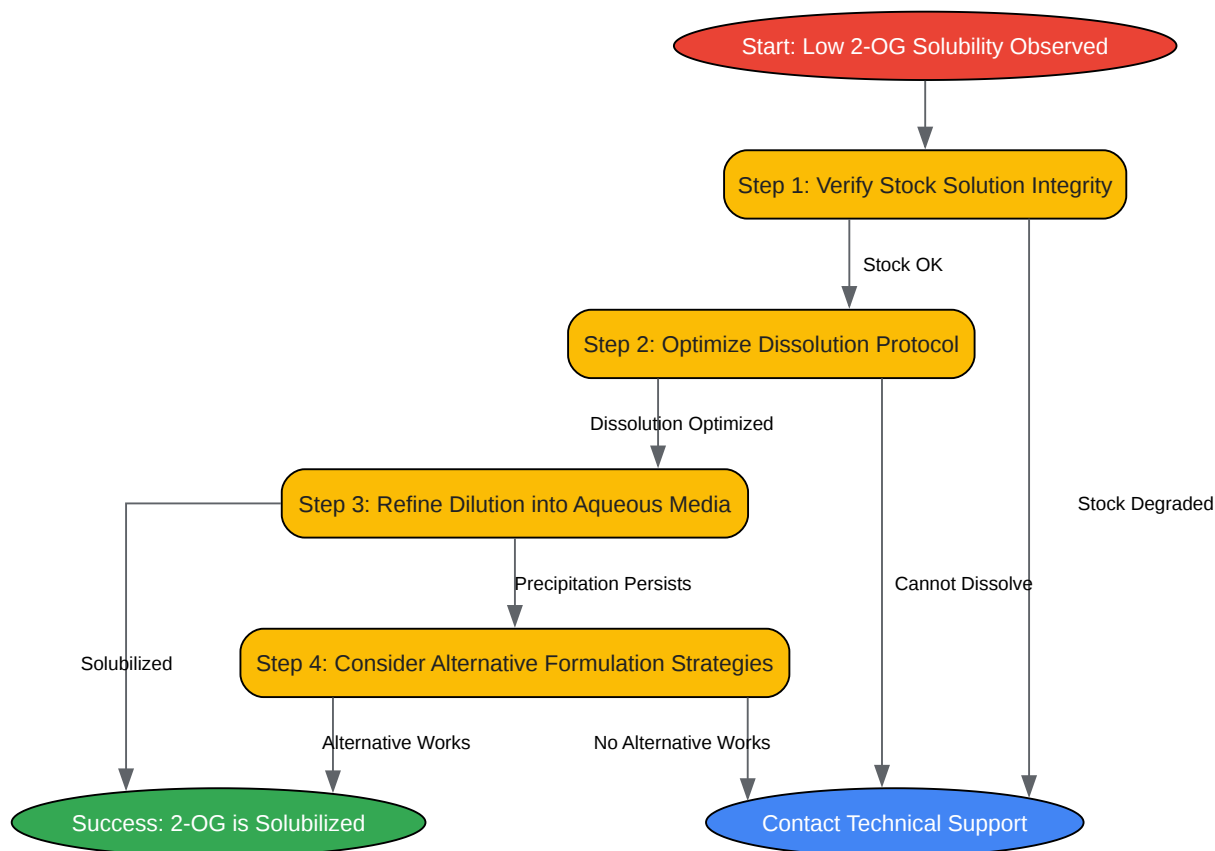 Start: Low 2-OG Solubility Observed
Step 1: Verify Stock Solution Integrity
Stock OK
Step 2: Optimize Dissolution Protocol
Dissolution Optimized
Step 3: Refine Dilution into Aqueous Media
Stock Degraded
Precipitation Persists
Cannot Dissolve
Solubilized
Step 4: Consider Alternative Formulation Strategies
Alternative Works
No Alternative Works
Success: 2-OG is Solubilized
Contact Technical Support